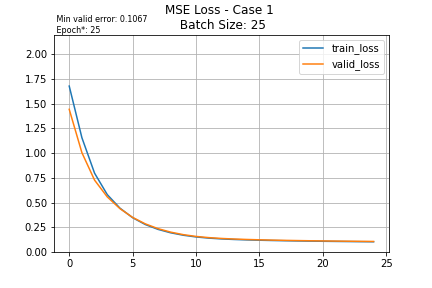 MSE Loss - Case 1
Batch Size: 25
Min valid error: 0.1067
Epoch*: 25
train_loss
valid_loss
2.00
1.75
1.50
1.25
1.00
0.75
0.50
0.25
0.00
0
5
10
15
20
25